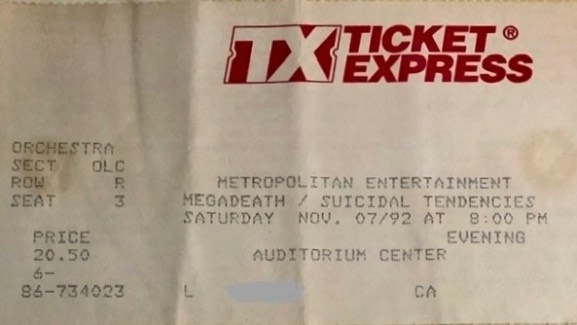 TX TICKET EXPRESS®
ORCHESTRA
SECT OLC
ROW R
SEAT 3
PRICE
20.50
6-
86-734023
METROPOLITAN ENTERTAINMENT
MEGADEATH / SUICIDAL TENDENCIES
SATURDAY NOV. 07/92 AT 8:00 PM
EVENING
AUDITORIUM CENTER
L CA